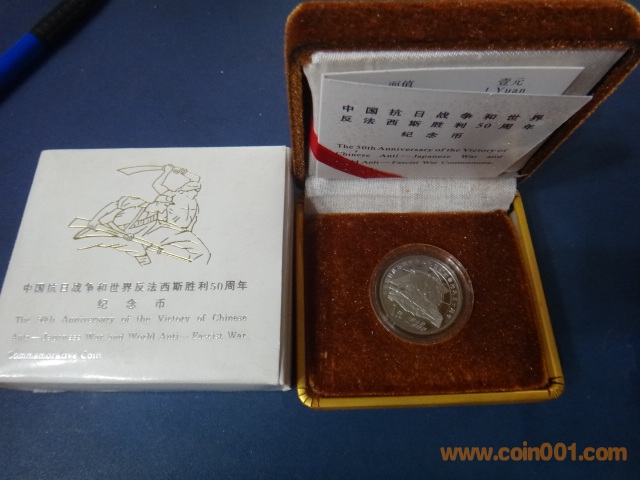 面值 壹元
1 Yuan
中国抗日战争和世界
反法西斯胜利50周年
纪念币
The 50th Anniversary of the Victory of
Chinese Anti-Japanese War and
World Anti-Fascist War Commemo
中国抗日战争和世界反法西斯胜利50周年
纪念币
The 50th Anniversary of the Victory of Chinese
Anti-Japaness War and World Anti-Fascist War
Commemorative Coin
www.coin001.com